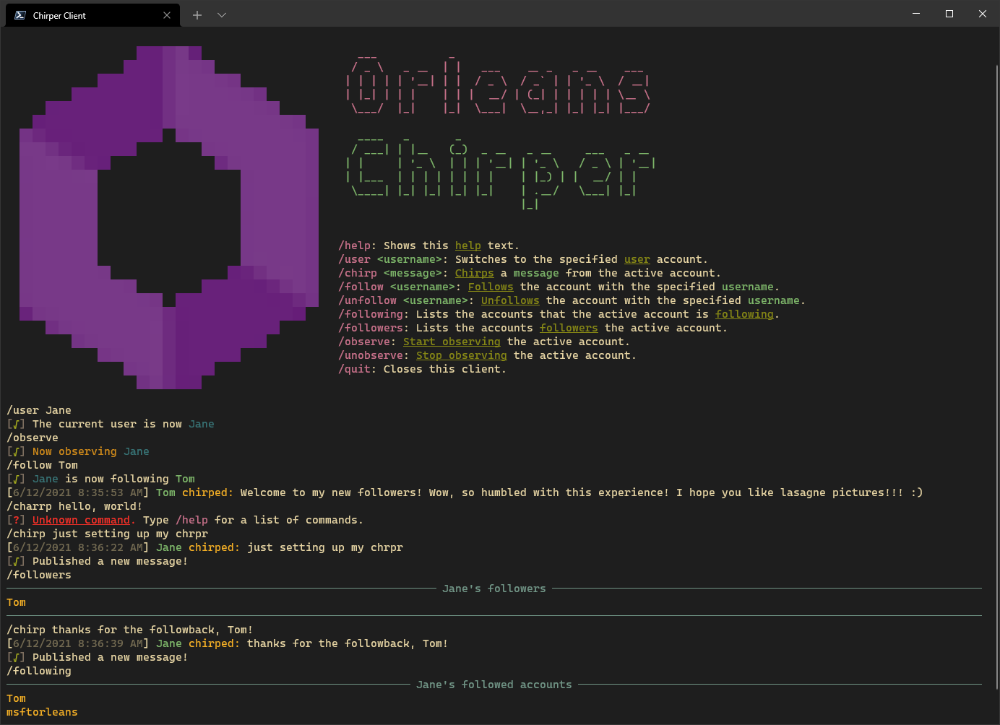 Chirper Client
Orleans
Chirper
/help: Shows this help text.
/user <username>: Switches to the specified user account.
/chirp <message>: Chirps a message from the active account.
/follow <username>: Follows the account with the specified username.
/unfollow <username>: Unfollows the account with the specified username.
/following: Lists the accounts that the active account is following.
/followers: Lists the accounts followers the active account.
/observe: Start observing the active account.
/unobserve: Stop observing the active account.
/quit: Closes this client.
/user Jane
[√] The current user is now Jane
/observe
[√] Now observing Jane
/follow Tom
[√] Jane is now following Tom
[6/12/2021 8:35:53 AM] Tom chirped: Welcome to my new followers! Wow, so humbled with this experience! I hope you like lasagne pictures!!! :)
/charrp hello, world!
[?] Unknown command. Type /help for a list of commands.
/chirp just setting up my chrpr
[6/12/2021 8:36:22 AM] Jane chirped: just setting up my chrpr
[√] Published a new message!
/followers
Jane's followers
Tom
/chirp thanks for the followback, Tom!
[6/12/2021 8:36:39 AM] Jane chirped: thanks for the followback, Tom!
[√] Published a new message!
/following
Jane's followed accounts
Tom
msftorleans